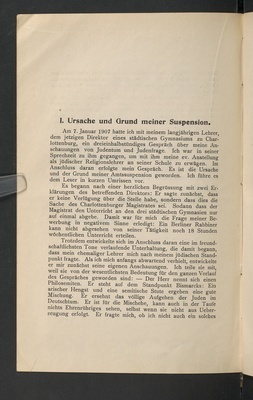 I. Ursache und Grund meiner Suspension.
Am 7. Januar 1907 hatte ich mit meinem langjährigen Lehrer,
dem jetzigen Direktor eines städtischen Gymnasiums zu Char-
lottenburg, ein dreieinhalbstündiges Gespräch über meine An-
schauungen von Judentum und Judenfrage. Ich war in seiner
Sprechzeit zu ihm gegangen, um mit ihm meine ev. Anstellung
als jüdischer Religionslehrer an seiner Schule zu erwägen. Im
Anschluss daran erfolgte mein Gespräch. Es ist die Ursache
und der Grund meiner Amtssuspension geworden. Ich führe es
dem Leser in kurzen Umrissen vor.
Es begann nach einer herzlichen Begrüssung mit zwei Er-
klärungen des betreffenden Direktors: Er sagte zunächst, dass
er keine Verfügung über die Stelle habe, sondern dass dies die
Sache des Charlottenburger Magistrates sei. Sodann dass der
Magistrat den Unterricht an den drei städtischen Gymnasien nur
auf einmal abgebe. Damit war für mich die Frage meiner Be-
werbung in negativem Sinne erledigt: Ein Berliner Rabbiner
kann nicht abgesehen von seiner Tätigkeit noch 18 Stunden
wöchentlichen Unterricht erteilen.
Trotzdem entwickelte sich im Anschluss daran eine im freund-
schaftlichsten Tone verlaufende Unterhaltung, die damit begann,
dass mein ehemaliger Lehrer mich nach meinem jüdischen Stand-
punkt fragte. Als ich mich anfangs abwartend verhielt, entwickelte
er mir zunächst seine eigenen Anschauungen. Ich teile sie mit,
weil sie von der wesentlichsten Bedeutung für den ganzen Verlauf
des Gespräches geworden sind: — Der Herr nennt sich einen
Philosemiten. Er steht auf dem Standpunkt Bismarcks: Ein
arischer Hengst und eine semitische Stute ergeben eine gute
Mischung. Er ersehnt das völlige Aufgehen der Juden im
Deutschtum. Er ist für die Mischehe, kann auch in der Taufe
nichts Ehrenrühriges sehen, selbst wenn sie nicht aus Ueber-
zeugung erfolgt. Er fragte mich, ob ich nicht auch ein solches